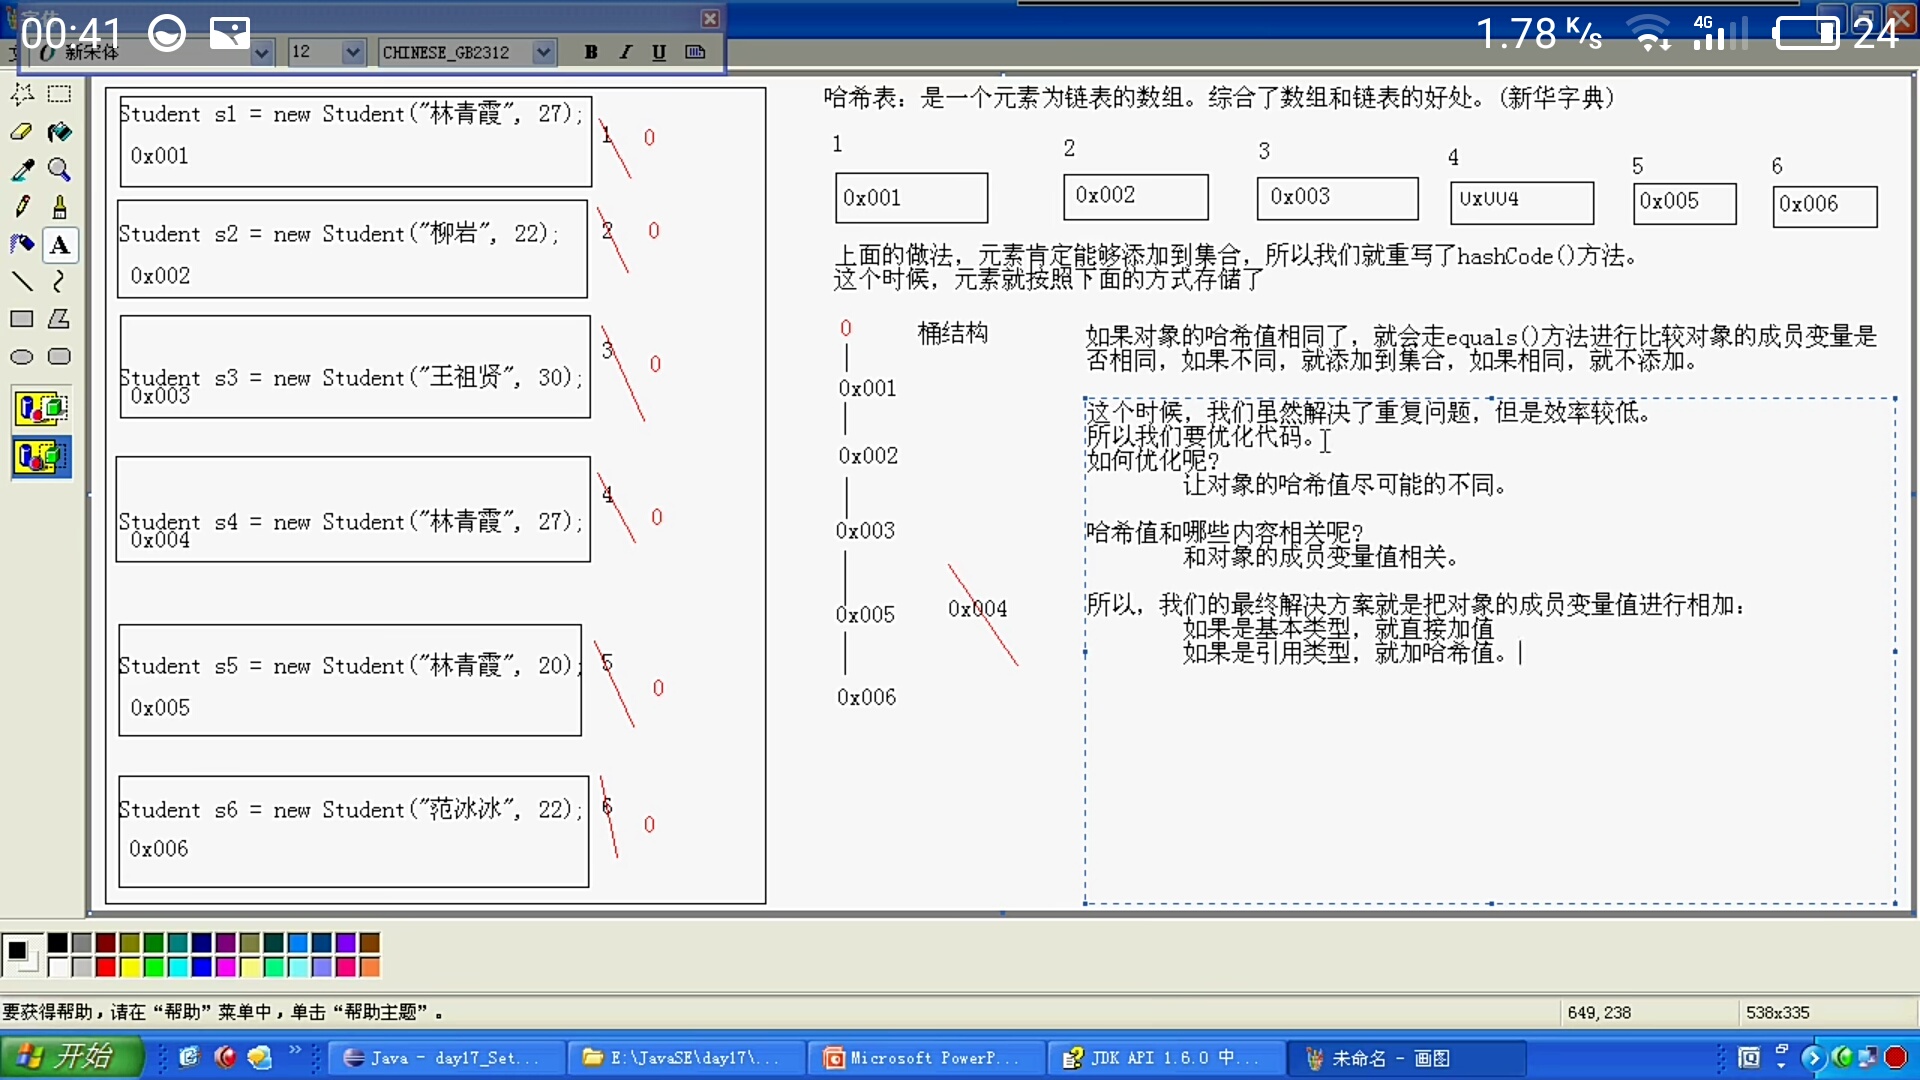 00:41
1.78 K/s
4G
24
新宋体
12
CHINESE_GB2312
B I U
A
Student s1 = new Student("林青霞", 27);
0x001
1
0
Student s2 = new Student("柳岩", 22);
0x002
2
0
Student s3 = new Student("王祖贤", 30);
0x003
3
0
Student s4 = new Student("林青霞", 27);
0x004
4
0
Student s5 = new Student("林青霞", 20);
0x005
5
0
Student s6 = new Student("范冰冰", 22);
0x006
6
0
哈希表：是一个元素为链表的数组。综合了数组和链表的好处。(新华字典)
1 2 3 4 5 6
0x001 0x002 0x003 0x004 0x005 0x006
上面的做法，元素肯定能够添加到集合，所以我们就重写了hashCode()方法。
这个时候，元素就按照下面的方式存储了
0
桶结构
0x001
0x002
0x003
0x005
0x004
0x006
如果对象的哈希值相同了，就会走equals()方法进行比较对象的成员变量是
否相同，如果不同，就添加到集合，如果相同，就不添加。
这个时候，我们虽然解决了重复问题，但是效率较低。
所以我们要优化代码。
如何优化呢?
让对象的哈希值尽可能的不同。
哈希值和哪些内容相关呢?
和对象的成员变量值相关。
所以，我们的最终解决方案就是把对象的成员变量值进行相加：
如果是基本类型，就直接加值
如果是引用类型，就加哈希值。
要获得帮助，请在“帮助”菜单中，单击“帮助主题”。
649,238
538x335
开始
Java - day17_Set...
E:\JavaSE\day17\...
Microsoft PowerP...
JDK API 1.6.0 中...
未命名 - 画图